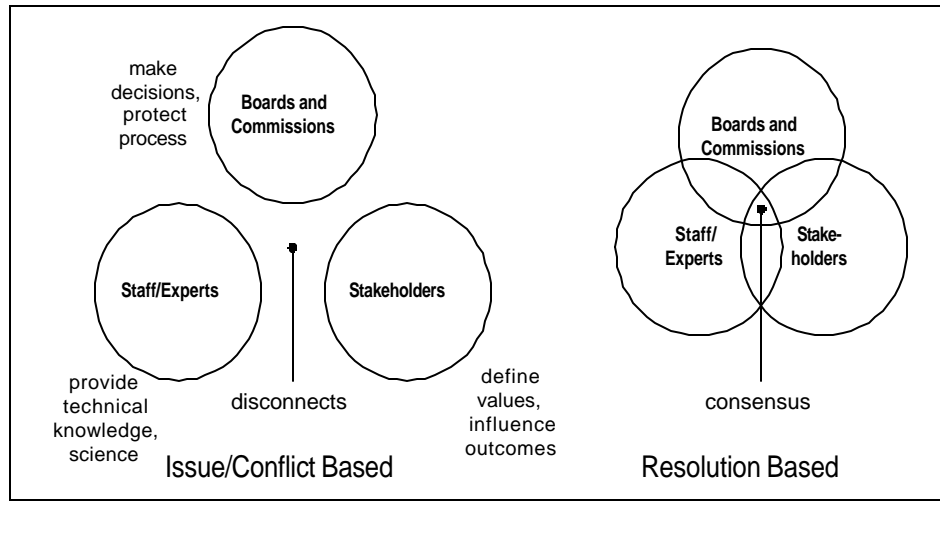 make
decisions,
protect
process
Boards and
Commissions
Staff/Experts
Stakeholders
provide
technical
knowledge,
science
disconnects
define
values,
influence
outcomes
Issue/Conflict Based
Boards and
Commissions
Staff/
Experts
Stake-
holders
consensus
Resolution Based